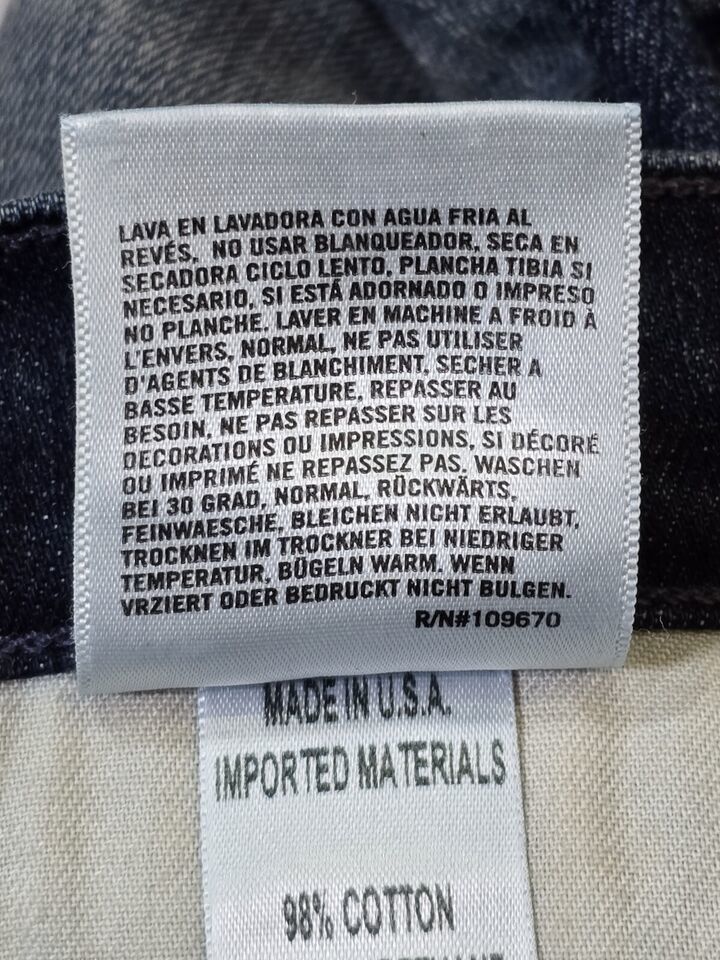 LAVA EN LAVADORA CON AGUA FRIA AL
REVÉS, NO USAR BLANQUEADOR, SECA EN
SECADORA CICLO LENTO, PLANCHA TIBIA SI
NECESARIO, SI ESTÁ ADORNADO O IMPRESO
NO PLANCHE. LAVER EN MACHINE A FROID À
L'ENVERS, NORMAL, NE PAS UTILISER
D'AGENTS DE BLANCHIMENT, SECHER A
BASSE TEMPERATURE, REPASSER AU
BESOIN, NE PAS REPASSER SUR LES
DECORATIONS OU IMPRESSIONS, SI DÉCORÉ
OU IMPRIMÉ NE REPASSEZ PAS. WASCHEN
BEI 30 GRAD, NORMAL, RÜCKWÄRTS,
FEINWAESCHE, BLEICHEN NICHT ERLAUBT,
TROCKNEN IM TROCKNER BEI NIEDRIGER
TEMPERATUR, BÜGELN WARM. WENN
VRZIERT ODER BEDRUCKT NICHT BULGEN.
R/N#109670
MADE IN U.S.A.
IMPORTED MATERIALS
98% COTTON